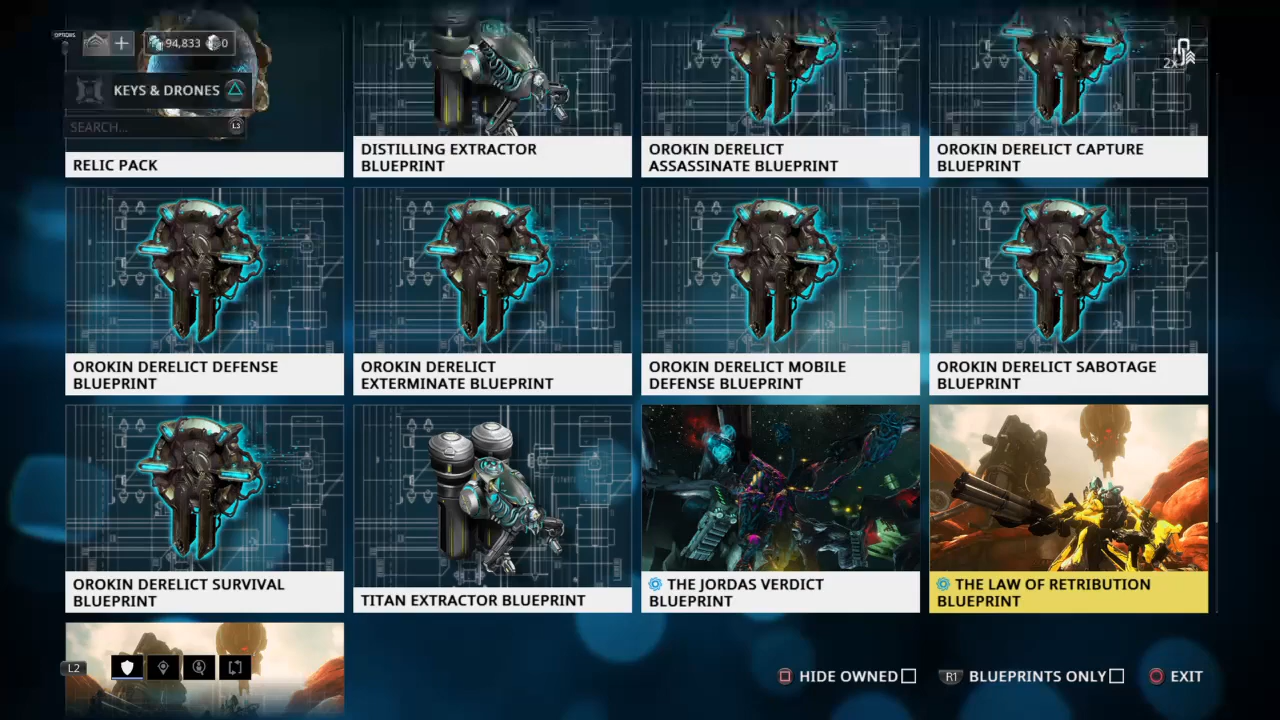 OPTIONS
94,833 0
2x
KEYS & DRONES
SEARCH... L3
RELIC PACK
DISTILLING EXTRACTOR
BLUEPRINT
OROKIN DERELICT
ASSASSINATE BLUEPRINT
OROKIN DERELICT CAPTURE
BLUEPRINT
OROKIN DERELICT DEFENSE
BLUEPRINT
OROKIN DERELICT
EXTERMINATE BLUEPRINT
OROKIN DERELICT MOBILE
DEFENSE BLUEPRINT
OROKIN DERELICT SABOTAGE
BLUEPRINT
OROKIN DERELICT SURVIVAL
BLUEPRINT
TITAN EXTRACTOR BLUEPRINT
THE JORDAS VERDICT
BLUEPRINT
THE LAW OF RETRIBUTION
BLUEPRINT
L2
HIDE OWNED
R1 BLUEPRINTS ONLY
EXIT